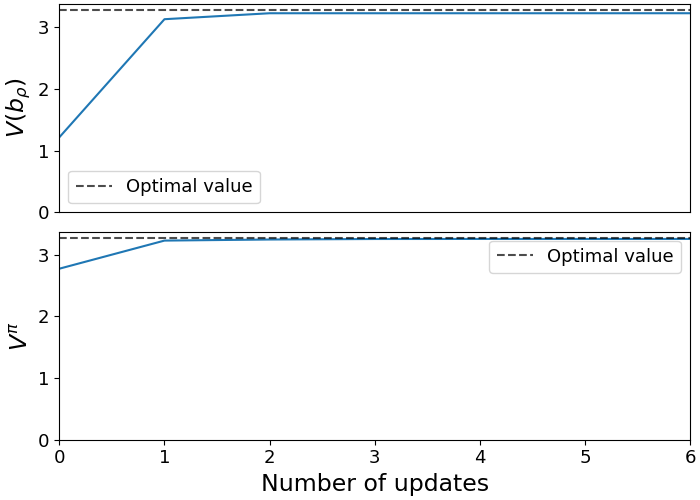 3
2
1
0
V(b_ρ)
Optimal value
3
2
1
0
V^π
Optimal value
0 1 2 3 4 5 6
Number of updates